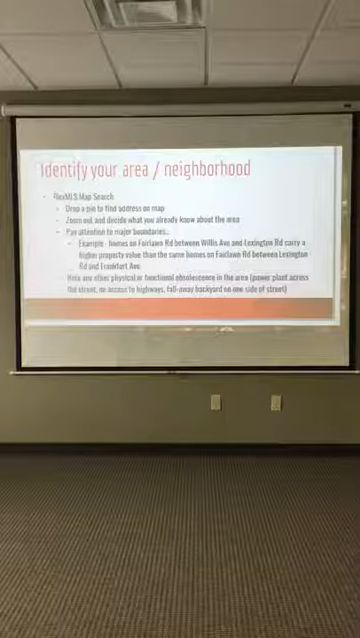 Identify your area / neighborhood
- FlexMLS Map Search
- Drop a pin to find address on map
- Zoom out and decide what you already know about the area
- Pay attention to major boundaries...
- Example - homes on Fairlawn Rd between Willis Ave and Lexington Rd carry a
higher property value than the same homes on Fairlawn Rd between Lexington
Rd and Frankfort Ave
- Note any other physical or functional obsolescence in the area (power plant across
the street, no access to highways, fall-away backyard on one side of street)